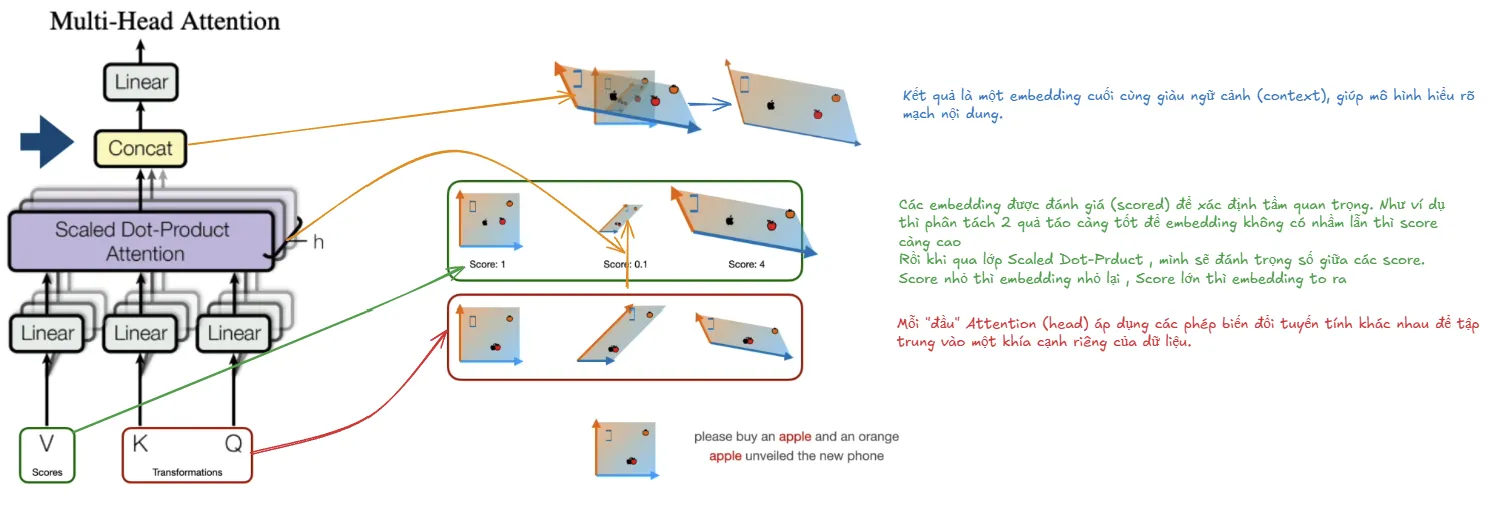 Multi-Head Attention
Linear
Concat
Scaled Dot-Product
Attention
h
Linear
Linear
Linear
V
Scores
K
Q
Transformations
Score: 1
Score: 0.1
Score: 4
please buy an apple and an orange
apple unveiled the new phone
Kết quả là một embedding cuối cùng giàu ngữ cảnh (context), giúp mô hình hiểu rõ
mạch nội dung.
Các embedding được đánh giá (scored) để xác định tầm quan trọng. Như ví dụ
thì phân tách 2 quả táo càng tốt để embedding không có nhầm lẫn thì score
càng cao
Rồi khi qua lớp Scaled Dot-Prduct , mình sẽ đánh trọng số giữa các score.
Score nhỏ thì embedding nhỏ lại , Score lớn thì embedding to ra
Mỗi "đầu" Attention (head) áp dụng các phép biến đổi tuyến tính khác nhau để tập
trung vào một khía cạnh riêng của dữ liệu.